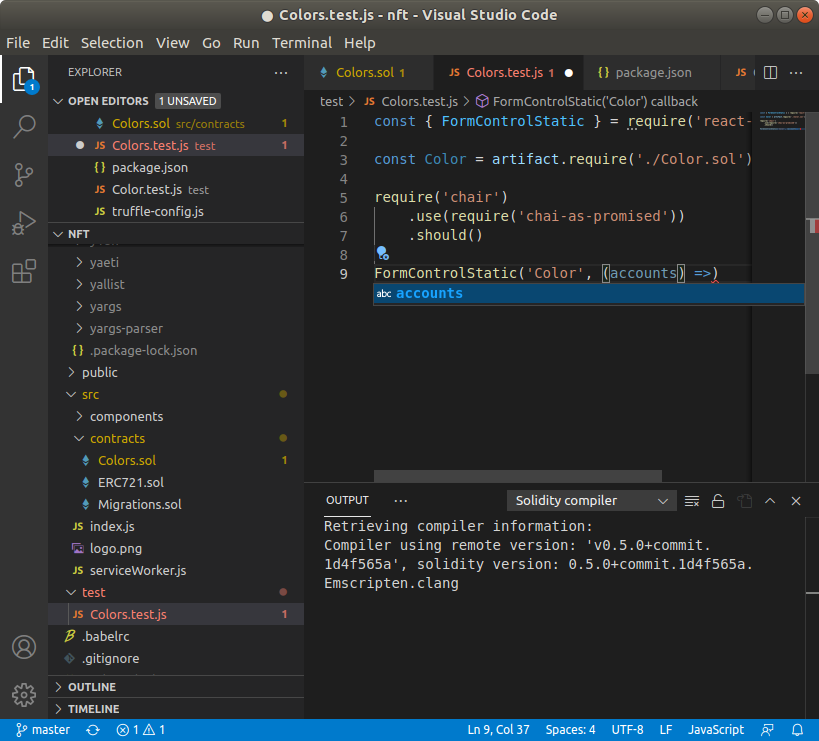 ● Colors.test.js - nft - Visual Studio Code
File Edit Selection View Go Run Terminal Help
1
EXPLORER ···
OPEN EDITORS 1 UNSAVED
Colors.sol src/contracts 1
● JS Colors.test.js test 1
{} package.json
JS Color.test.js test
JS truffle-config.js
NFT
yaeti
yallist
yargs
yargs-parser
{} .package-lock.json
public
src
components
contracts
Colors.sol 1
ERC721.sol
Migrations.sol
JS index.js
logo.png
JS serviceWorker.js
test
JS Colors.test.js 1
.babelrc
.gitignore
OUTLINE
TIMELINE
Colors.sol 1 JS Colors.test.js 1 ● {} package.json JS ···
test > JS Colors.test.js > FormControlStatic('Color') callback
1 const { FormControlStatic } = require('react-
2
3 const Color = artifact.require('./Color.sol')
4
5 require('chair')
6 .use(require('chai-as-promised'))
7 .should()
8
9 FormControlStatic('Color', (accounts) =>)
abc accounts
OUTPUT ··· Solidity compiler
Retrieving compiler information:
Compiler using remote version: 'v0.5.0+commit.
1d4f565a', solidity version: 0.5.0+commit.1d4f565a.
Emscripten.clang
master 1 1 Ln 9, Col 37 Spaces: 4 UTF-8 LF JavaScript